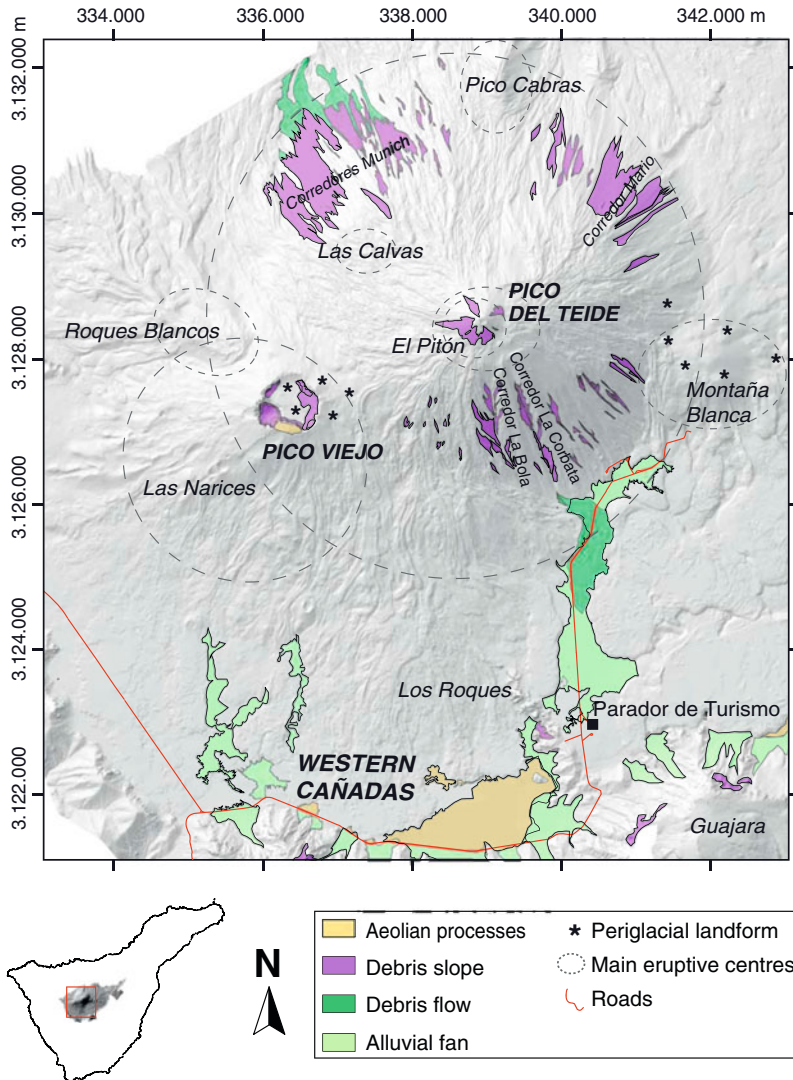 334.000 336.000 338.000 340.000 342.000 m
3.132.000 m
3.130.000
3.128.000
3.126.000
3.124.000
3.122.000
Pico Cabras
Corredores Munich
Corredor Mario
Las Calvas
PICO
DEL TEIDE
Roques Blancos
El Pitón
Montaña
Blanca
Corredor La Corbata
Corredor La Bola
PICO VIEJO
Las Narices
Los Roques
Parador de Turismo
WESTERN
CAÑADAS
Guajara
N
Aeolian processes
Debris slope
Debris flow
Alluvial fan
* Periglacial landform
Main eruptive centres
Roads